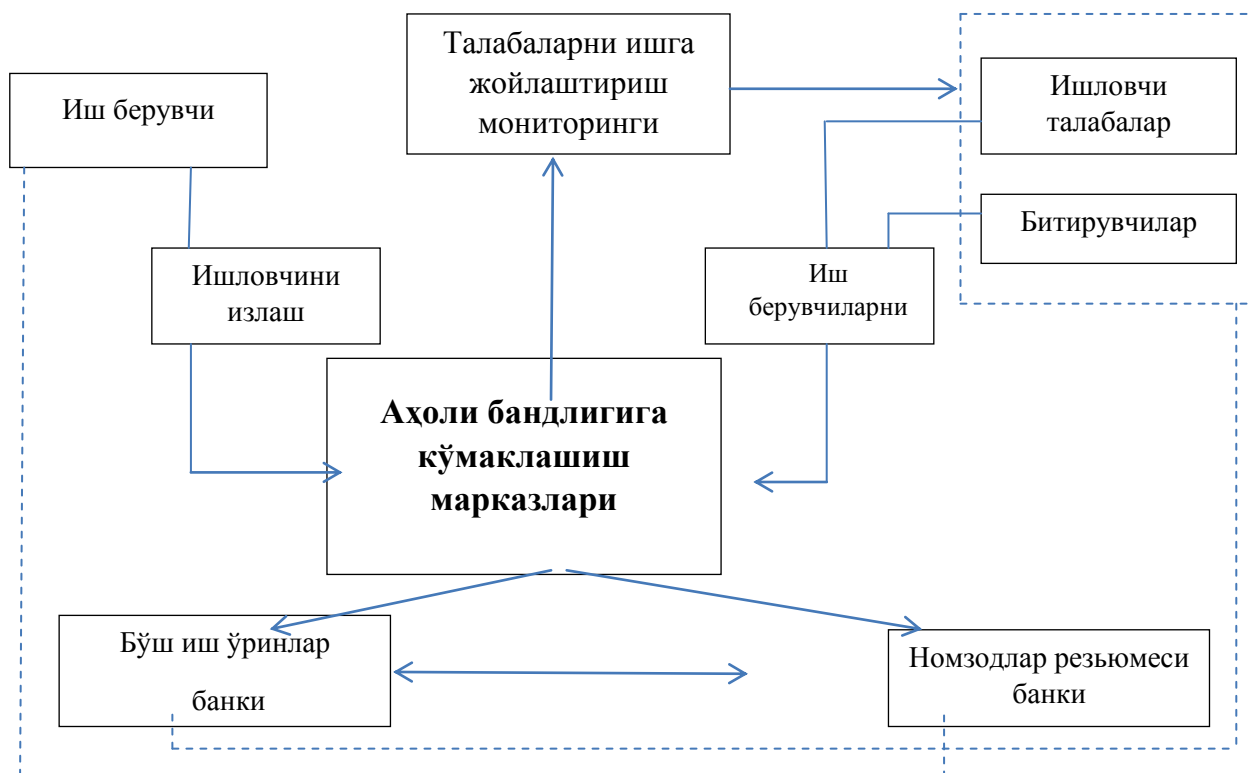 Талабаларни ишга
жойлаштириш
мониторинги
Иш берувчи
Ишловчи
талабалар
Битирувчилар
Ишловчини
излаш
Иш
берувчиларни
Аҳоли бандлигига
кўмаклашиш
марказлари
Бўш иш ўринлар
банки
Номзодлар резьюмеси
банки